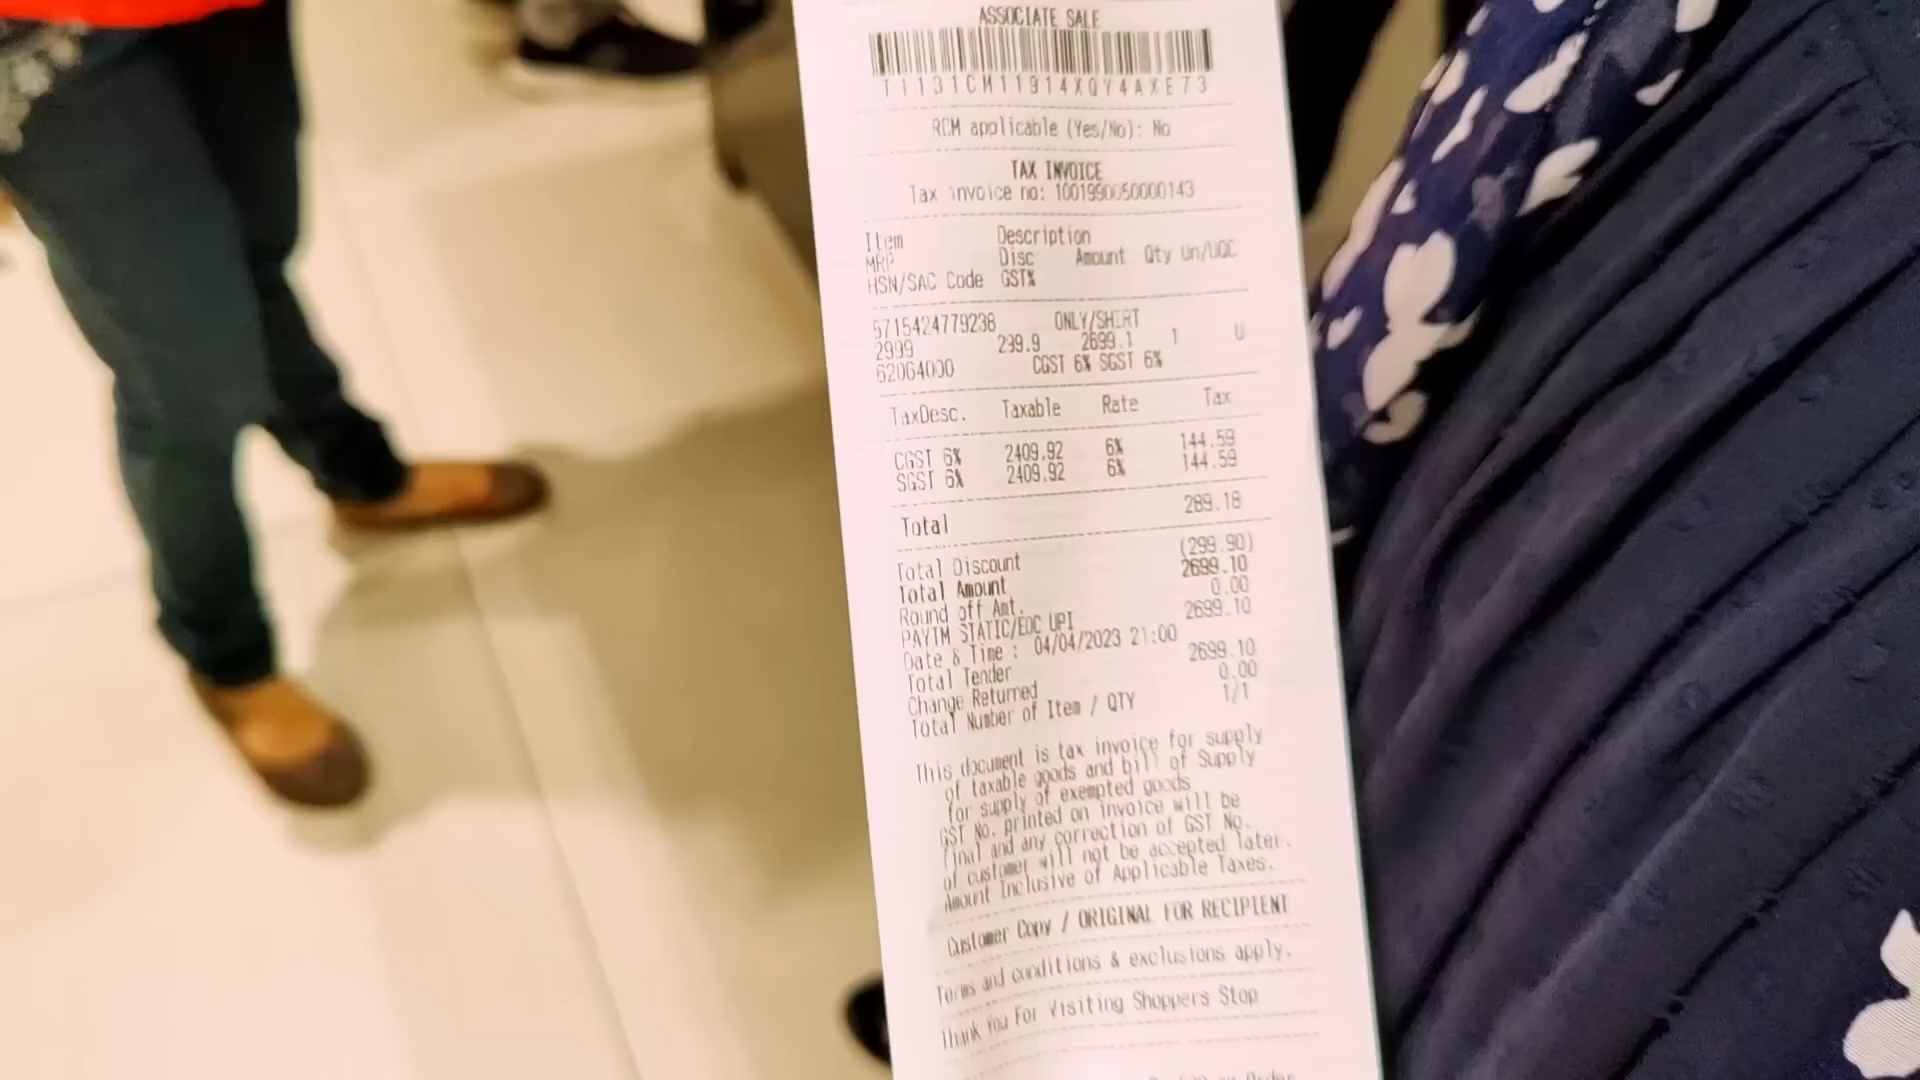 ASSOCIATE SALE
T1131CM11914XQY4AXE73
RCM applicable (Yes/No): No
TAX INVOICE
Tax invoice no: 1001990050000143
Item Description
MRP Disc Amount Qty Un/UQC
HSN/SAC Code GST%
5715424779238 ONLY/SHIRT
2999 299.9 2699.1 1 U
62064000 CGST 6% SGST 6%
TaxDesc. Taxable Rate Tax
CGST 6% 2409.92 6% 144.59
SGST 6% 2409.92 6% 144.59
Total 289.18
Total Discount (299.90)
Total Amount 2699.10
Round off Amt. 0.00
PAYTM STATIC/EDC UPI 2699.10
Date & Time : 04/04/2023 21:00
Total Tender 2699.10
Change Returned 0.00
Total Number of Item / QTY 1/1
This document is tax invoice for supply
of taxable goods and bill of Supply
for supply of exempted goods
GST No. printed on invoice will be
final and any correction of GST No.
of customer will not be accepted later.
Amount Inclusive of Applicable Taxes.
Customer Copy / ORIGINAL FOR RECIPIENT
Terms and conditions & exclusions apply.
Thank You For Visiting Shoppers Stop